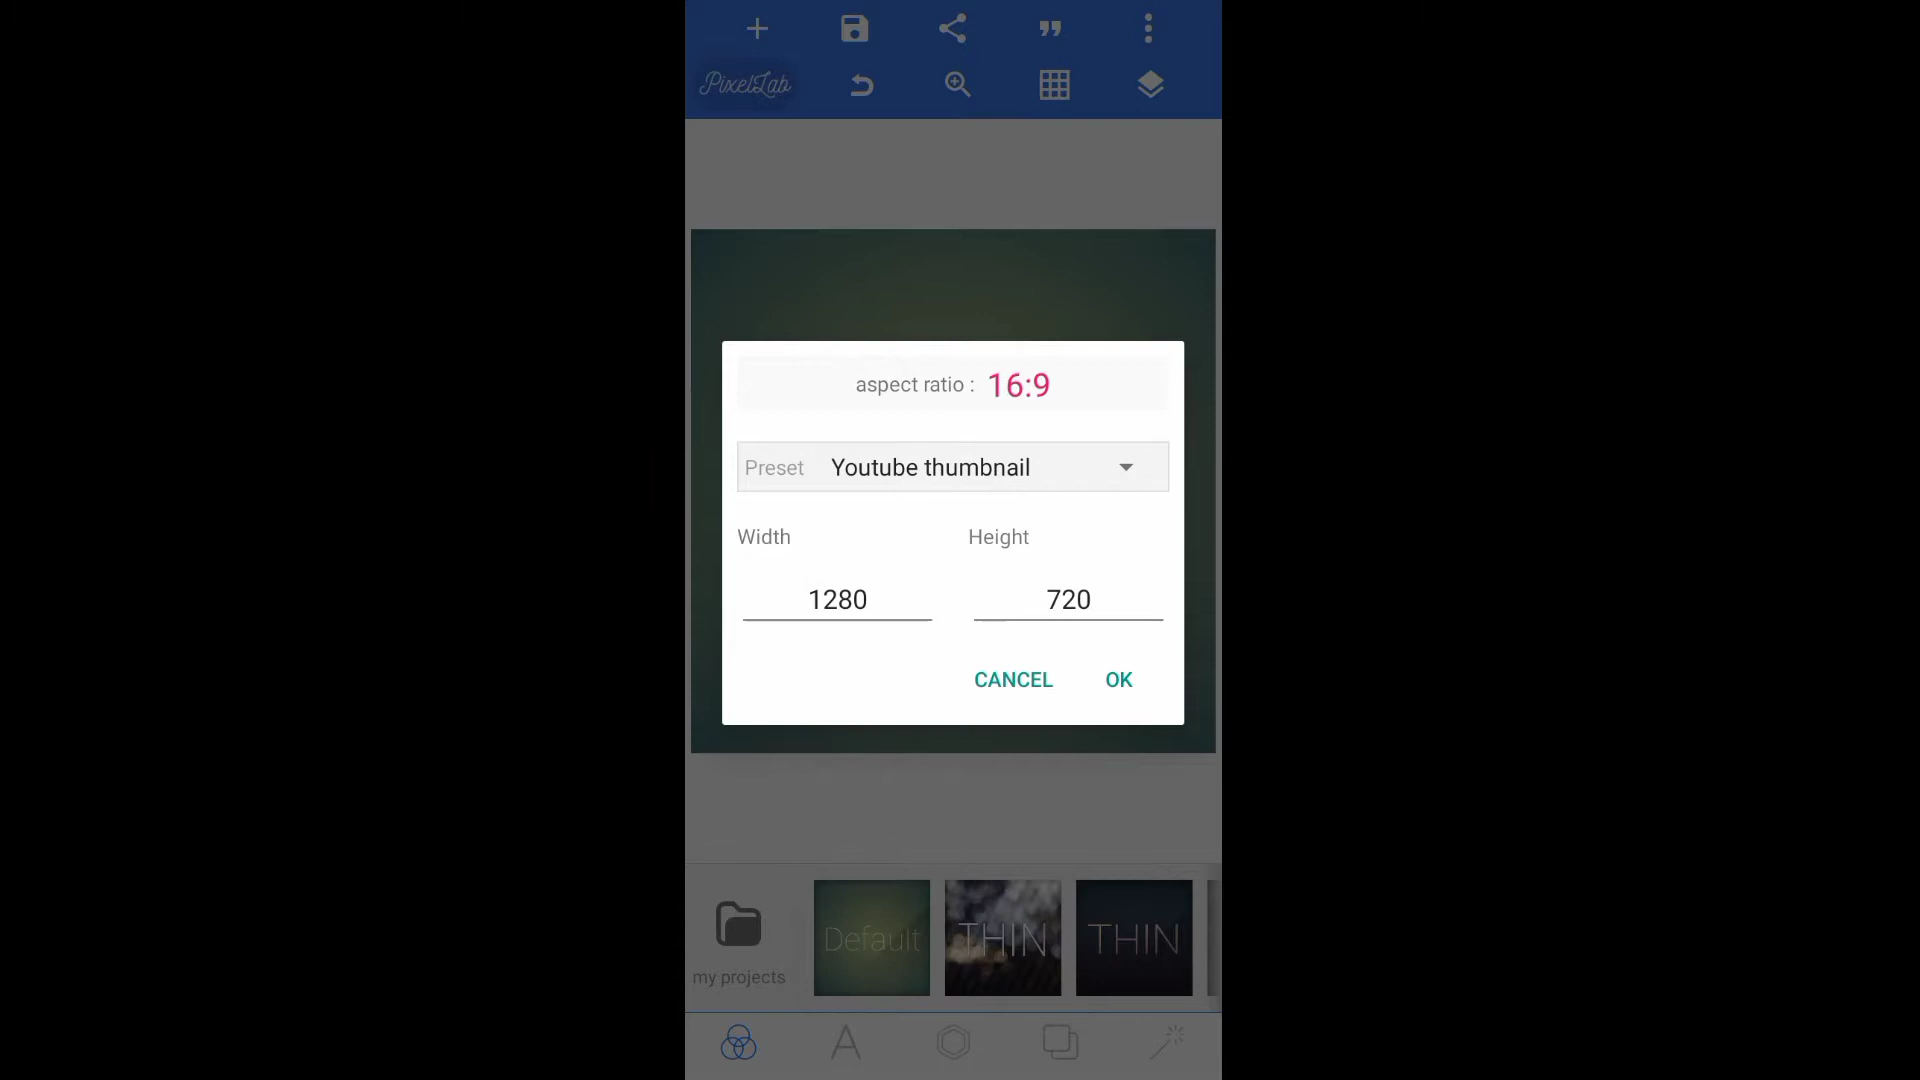 PixelLab
aspect ratio : 16:9
Preset Youtube thumbnail
Width Height
1280 720
CANCEL OK
my projects Default THIN THIN